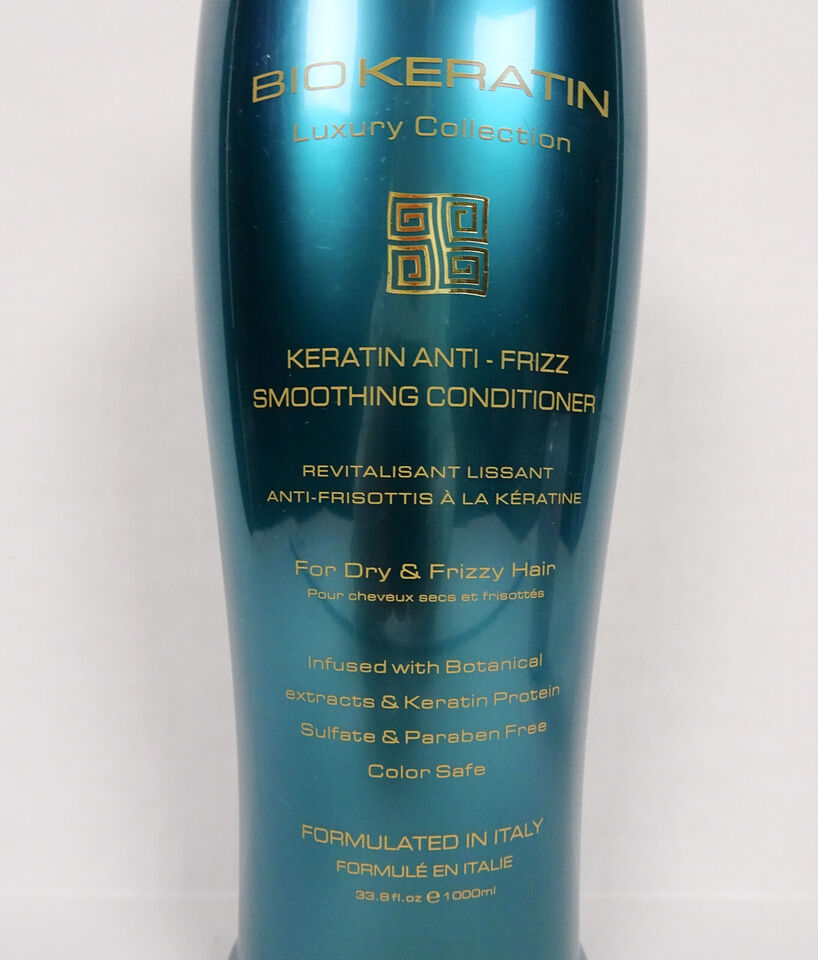 BIOKERATIN
Luxury Collection
KERATIN ANTI - FRIZZ
SMOOTHING CONDITIONER
REVITALISANT LISSANT
ANTI-FRISOTTIS À LA KÉRATINE
For Dry & Frizzy Hair
Pour cheveux secs et frisottés
Infused with Botanical
extracts & Keratin Protein
Sulfate & Paraben Free
Color Safe
FORMULATED IN ITALY
FORMULÉ EN ITALIE
33.8fl.oz ℮ 1000ml